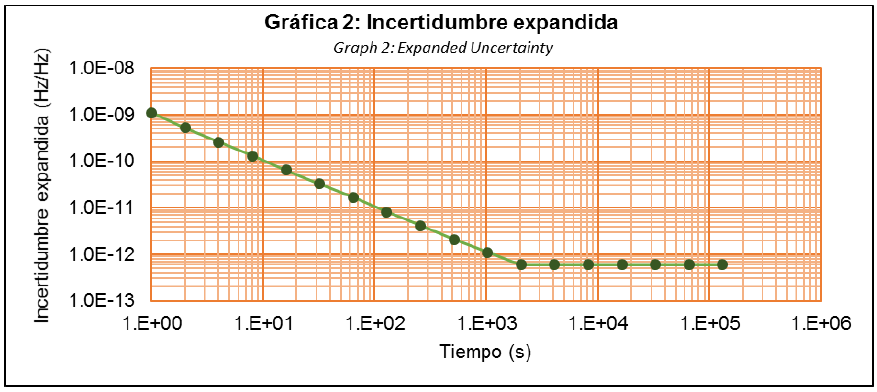 Gráfica 2: Incertidumbre expandida
Graph 2: Expanded Uncertainty
Incertidumbre expandida (Hz/Hz)
1.0E-08
1.0E-09
1.0E-10
1.0E-11
1.0E-12
1.0E-13
1.E+00 1.E+01 1.E+02 1.E+03 1.E+04 1.E+05 1.E+06
Tiempo (s)